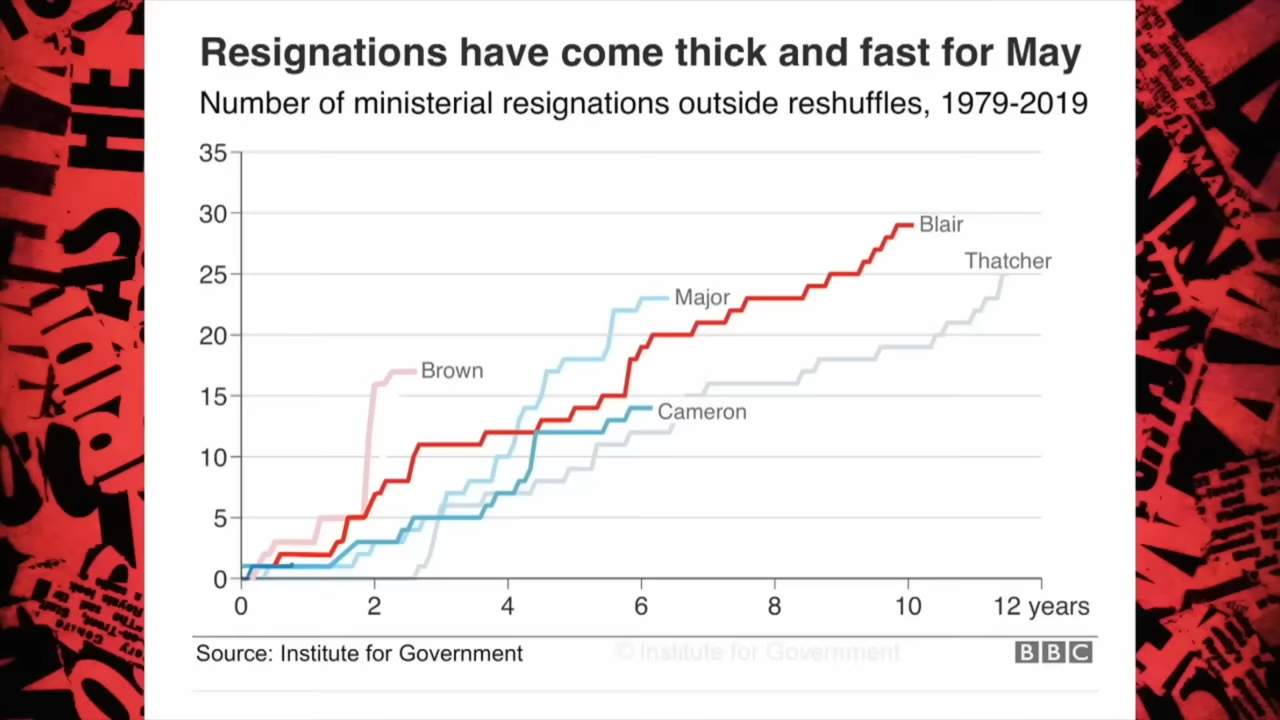 Resignations have come thick and fast for May
Number of ministerial resignations outside reshuffles, 1979-2019
35
30
Blair
Thatcher
25
Major
20
Brown
15
Cameron
10
5
0
0 2 4 6 8 10 12 years
Source: Institute for Government
© Institute for Government
BBC